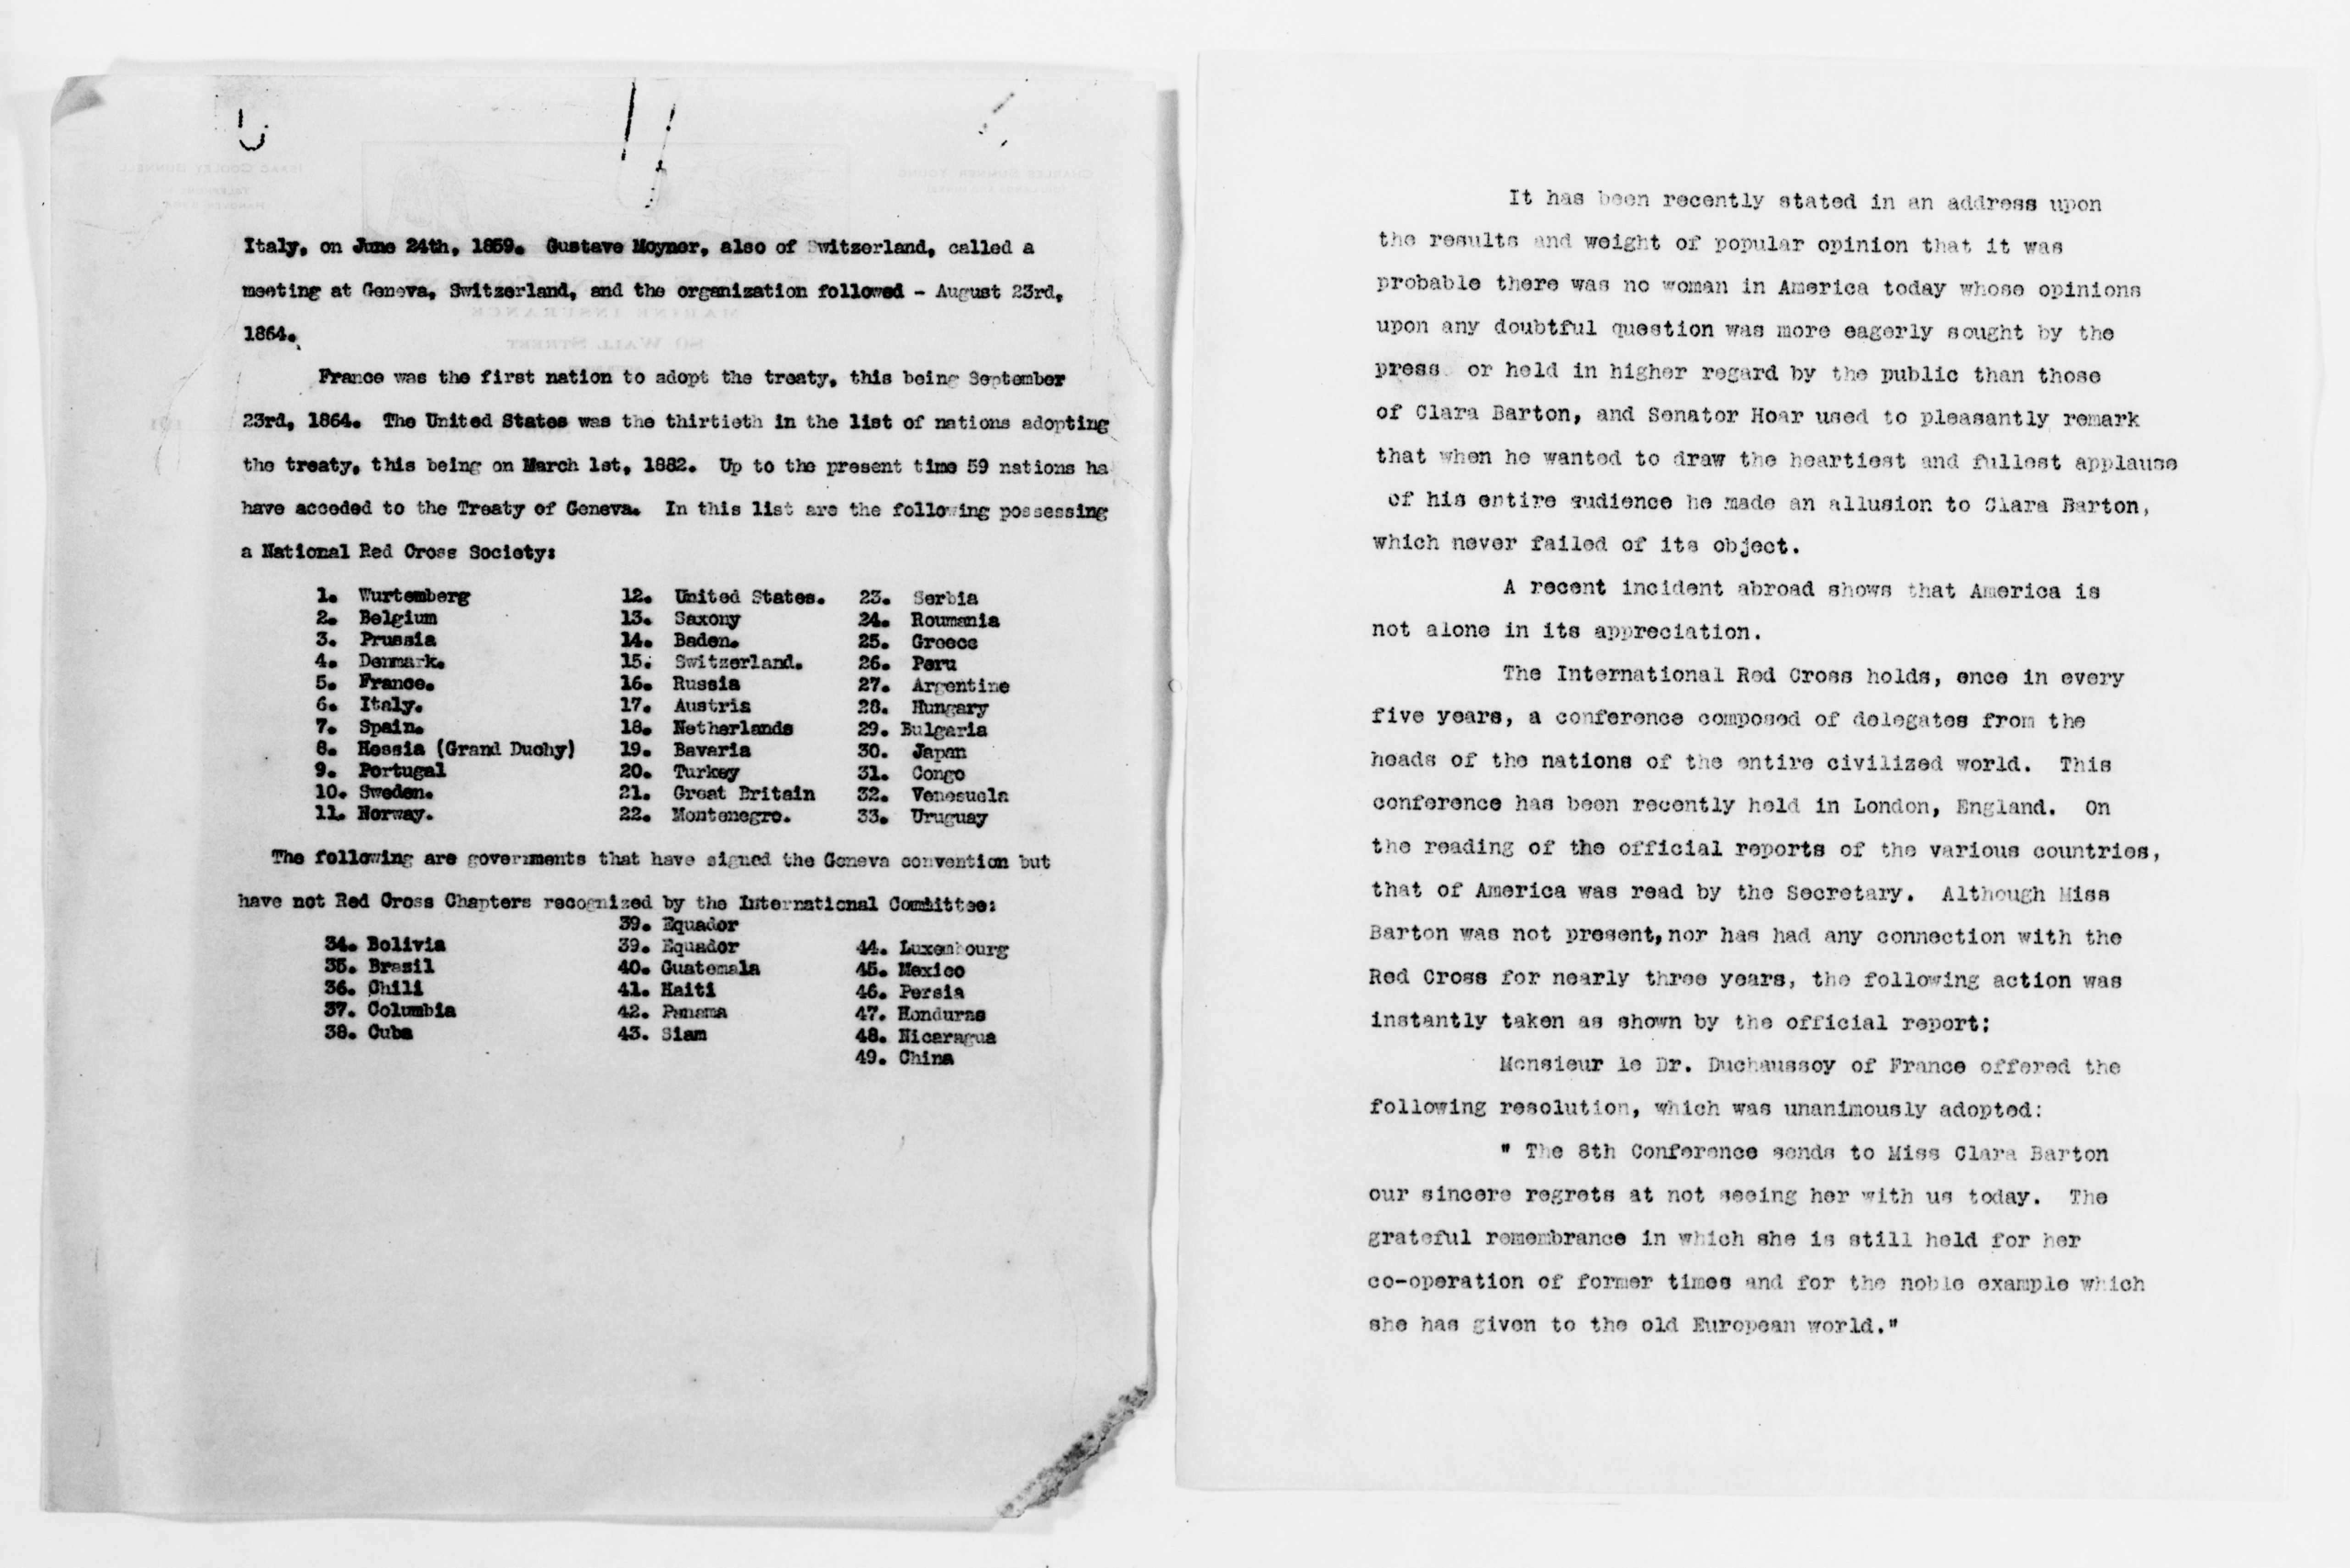 Italy, on June 24th, 1859. Gustave Moyner, also of Switzerland, called a
meeting at Geneva, Switzerland, and the organization followed - August 23rd,
1864.
France was the first nation to adopt the treaty, this being September
23rd, 1864. The United States was the thirtieth in the list of nations adopting
the treaty, this being on March 1st, 1882. Up to the present time 59 nations ha
have acceded to the Treaty of Geneva. In this list are the following possessing
a National Red Cross Society:
1. Wurtemberg 12. United States. 23. Serbia
2. Belgium 13. Saxony 24. Roumania
3. Prussia 14. Baden. 25. Greece
4. Denmark. 15. Switzerland. 26. Peru
5. France. 16. Russia 27. Argentine
6. Italy. 17. Austria 28. Hungary
7. Spain. 18. Netherlands 29. Bulgaria
8. Hessia (Grand Duchy) 19. Bavaria 30. Japan
9. Portugal 20. Turkey 31. Congo
10. Sweden. 21. Great Britain 32. Venesuela
11. Norway. 22. Montenegro. 33. Uruguay
The following are governments that have signed the Geneva convention but
have not Red Cross Chapters recognized by the International Committee:
39. Equador
34. Bolivia 39. Equador 44. Luxembourg
35. Brasil 40. Guatemala 45. Mexico
36. Chili 41. Haiti 46. Persia
37. Columbia 42. Panama 47. Honduras
38. Cuba 43. Siam 48. Nicaragua
49. China
It has been recently stated in an address upon
the results and weight of popular opinion that it was
probable there was no woman in America today whose opinions
upon any doubtful question was more eagerly sought by the
press or held in higher regard by the public than those
of Clara Barton, and Senator Hoar used to pleasantly remark
that when he wanted to draw the heartiest and fullest applause
of his entire audience he made an allusion to Clara Barton,
which never failed of its object.
A recent incident abroad shows that America is
not alone in its appreciation.
The International Red Cross holds, once in every
five years, a conference composed of delegates from the
heads of the nations of the entire civilized world. This
conference has been recently held in London, England. On
the reading of the official reports of the various countries,
that of America was read by the Secretary. Although Miss
Barton was not present, nor has had any connection with the
Red Cross for nearly three years, the following action was
instantly taken as shown by the official report:
Monsieur le Dr. Duchaussoy of France offered the
following resolution, which was unanimously adopted:
" The 8th Conference sends to Miss Clara Barton
our sincere regrets at not seeing her with us today. The
grateful remembrance in which she is still held for her
co-operation of former times and for the noble example which
she has given to the old European world."